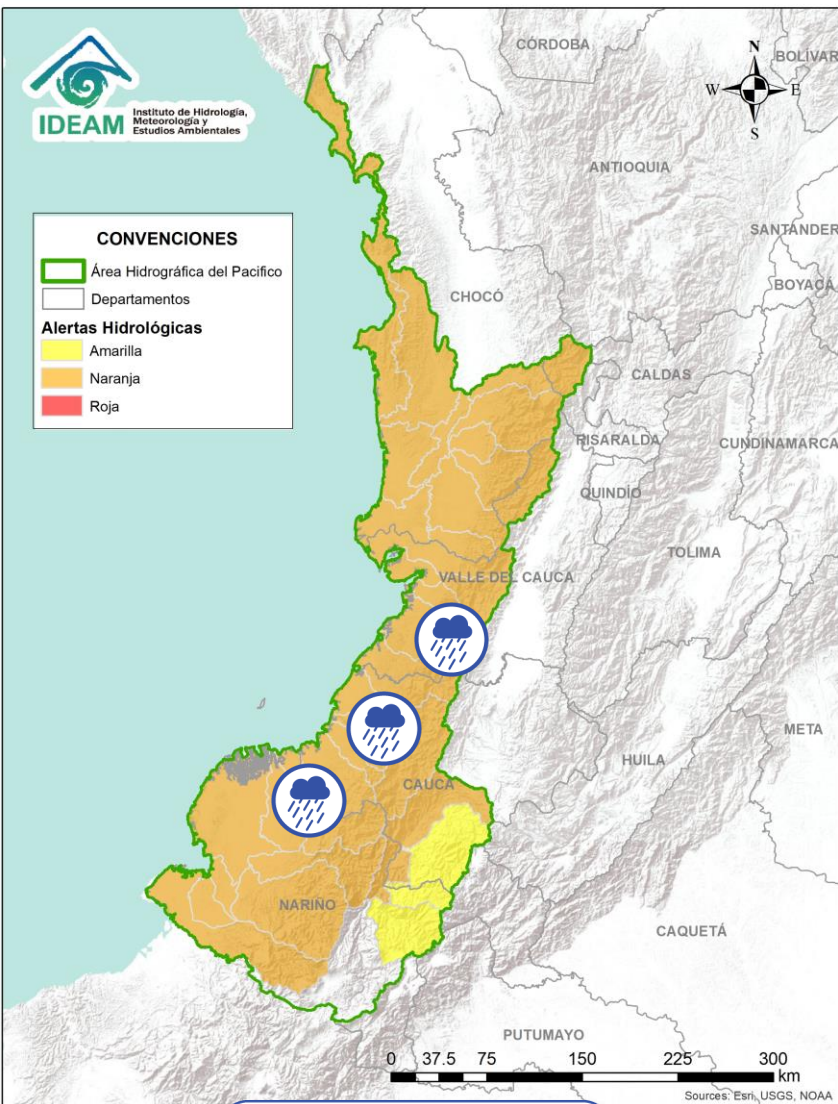 IDEAM
Instituto de Hidrología,
Meteorología y
Estudios Ambientales
N
W
E
S
CÓRDOBA
BOLÍVAR
ANTIOQUIA
SANTANDER
BOYACÁ
CONVENCIONES
Área Hidrográfica del Pacifico
Departamentos
Alertas Hidrológicas
Amarilla
Naranja
Roja
CHOCÓ
CALDAS
RISARALDA
CUNDINAMARCA
QUINDÍO
TOLIMA
VALLE DEL CAUCA
META
HUILA
CAUCA
NARIÑO
CAQUETÁ
PUTUMAYO
0 37.5 75 150 225 300
km
Sources: Esri, USGS, NOAA